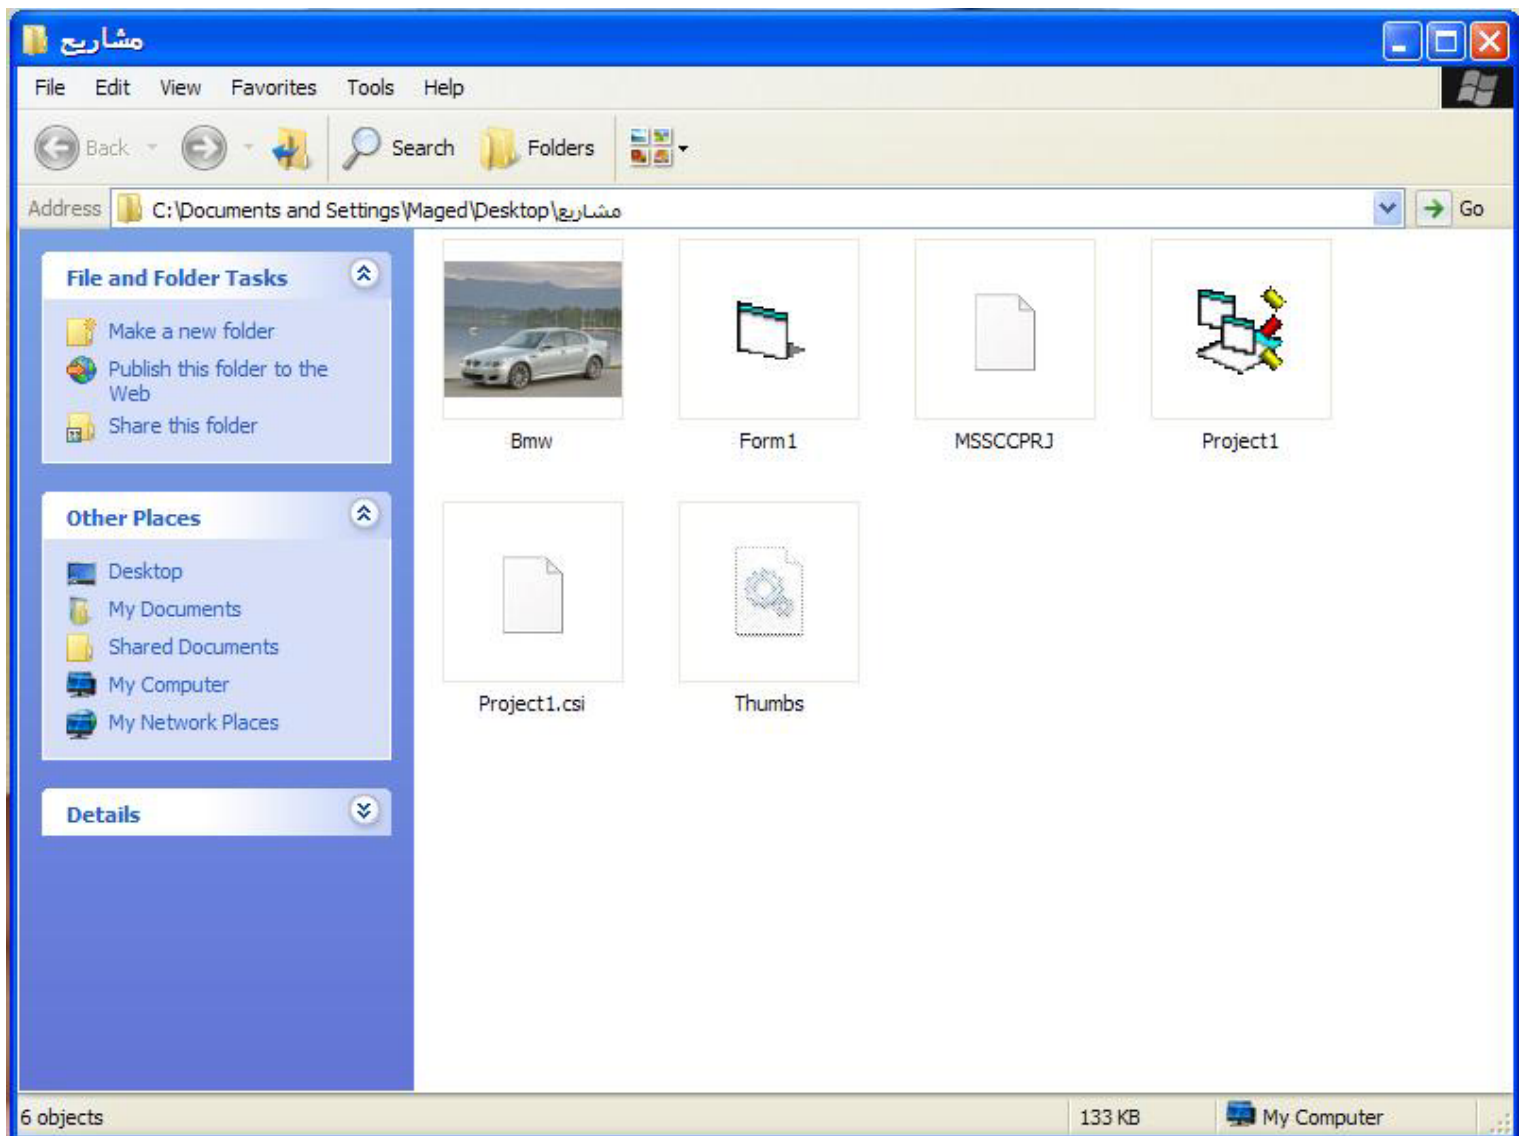 مشاريع
File Edit View Favorites Tools Help
Back Search Folders
Address C:\Documents and Settings\Maged\Desktop\مشاريع Go
File and Folder Tasks
Make a new folder
Publish this folder to the
Web
Share this folder
Other Places
Desktop
My Documents
Shared Documents
My Computer
My Network Places
Details
Bmw Form1 MSSCCPRJ Project1
Project1.csi Thumbs
6 objects 133 KB My Computer